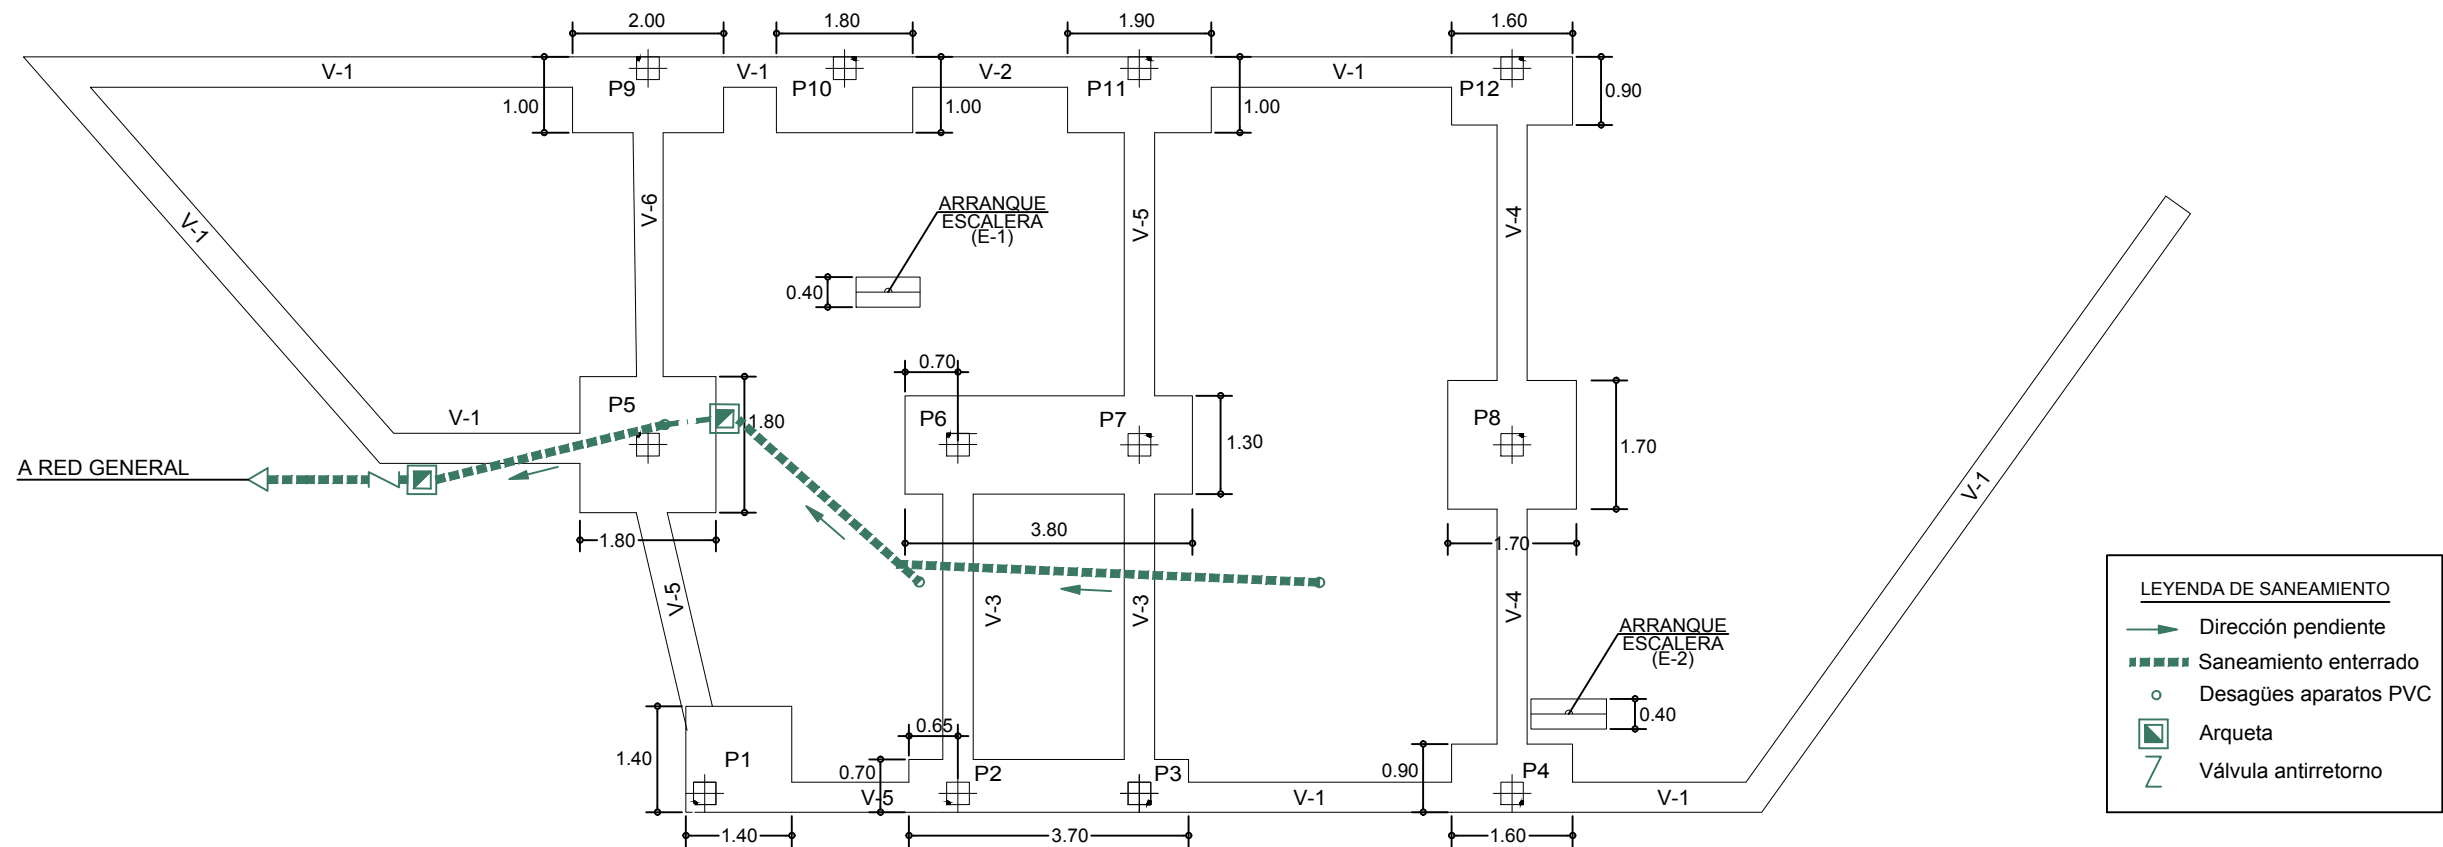 2.00
1.80
1.90
1.60
V-1
V-1
V-2
V-1
P9
P10
P11
P12
1.00
1.00
1.00
0.90
V-1
V-6
V-5
V-4
ARRANQUE
ESCALERA
(E-1)
0.40
0.70
V-1
P5
1.80
P6
P7
P8
1.30
1.70
A RED GENERAL
1.80
3.80
1.70
V-5
V-3
V-3
V-4
V-1
ARRANQUE
ESCALERA
(E-2)
0.40
1.40
P1
0.65
0.70
P2
P3
0.90
P4
V-5
V-1
V-1
1.40
3.70
1.60
LEYENDA DE SANEAMIENTO
Dirección pendiente
Saneamiento enterrado
Desagües aparatos PVC
Arqueta
Válvula antirretorno